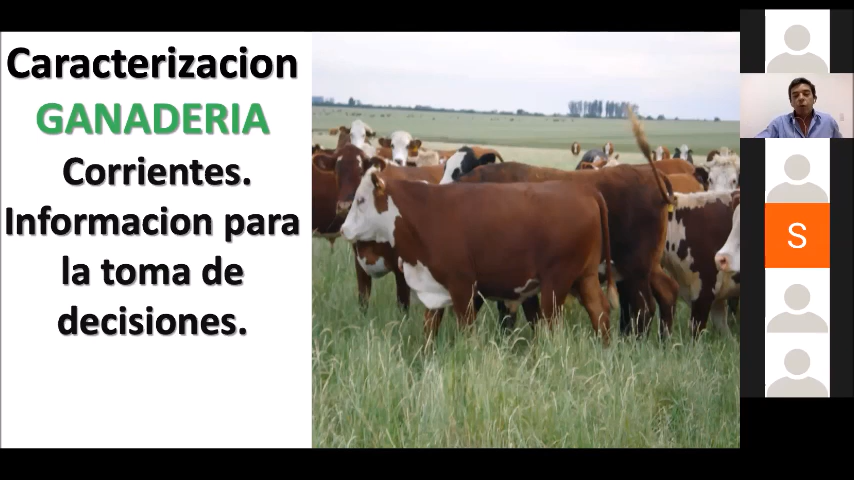 Caracterizacion
GANADERIA
Corrientes.
Informacion para
la toma de
decisiones.
S